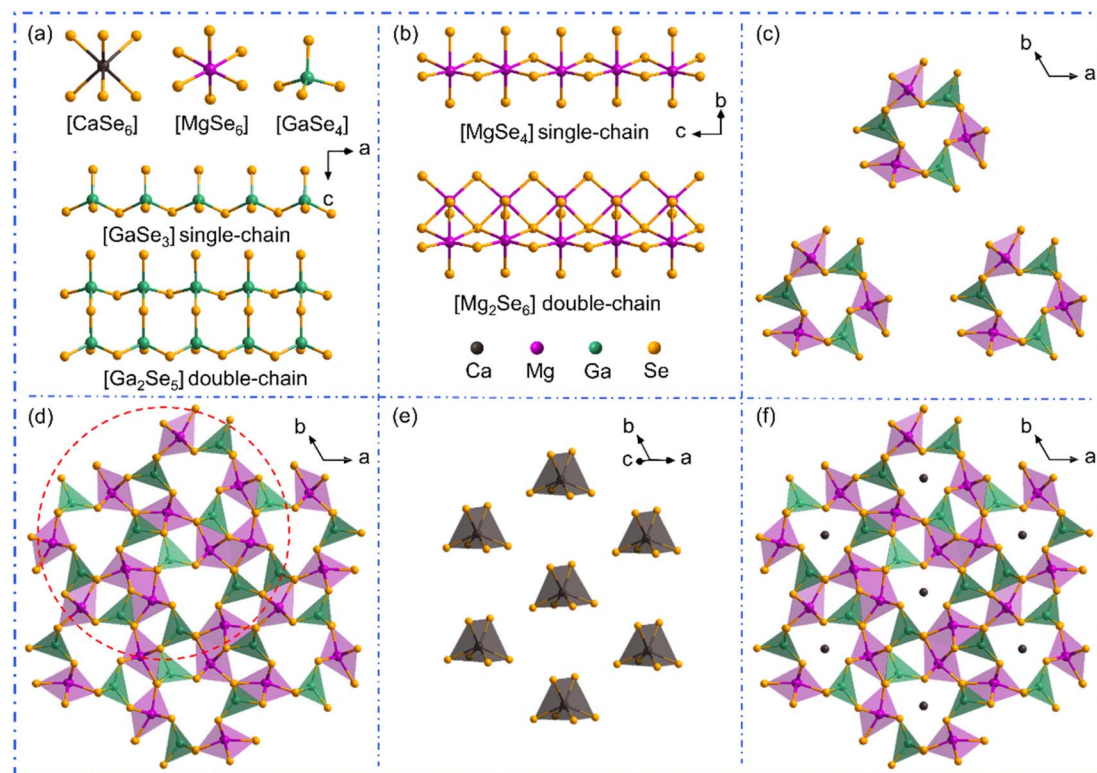 (a)
[CaSe₆] [MgSe₆] [GaSe₄]
a
c
[GaSe₃] single-chain
[Ga₂Se₅] double-chain
(b)
[MgSe₄] single-chain
b
c
[Mg₂Se₆] double-chain
Ca Mg Ga Se
(c)
b
a
(d)
b
a
(e)
b
c a
(f)
b
a